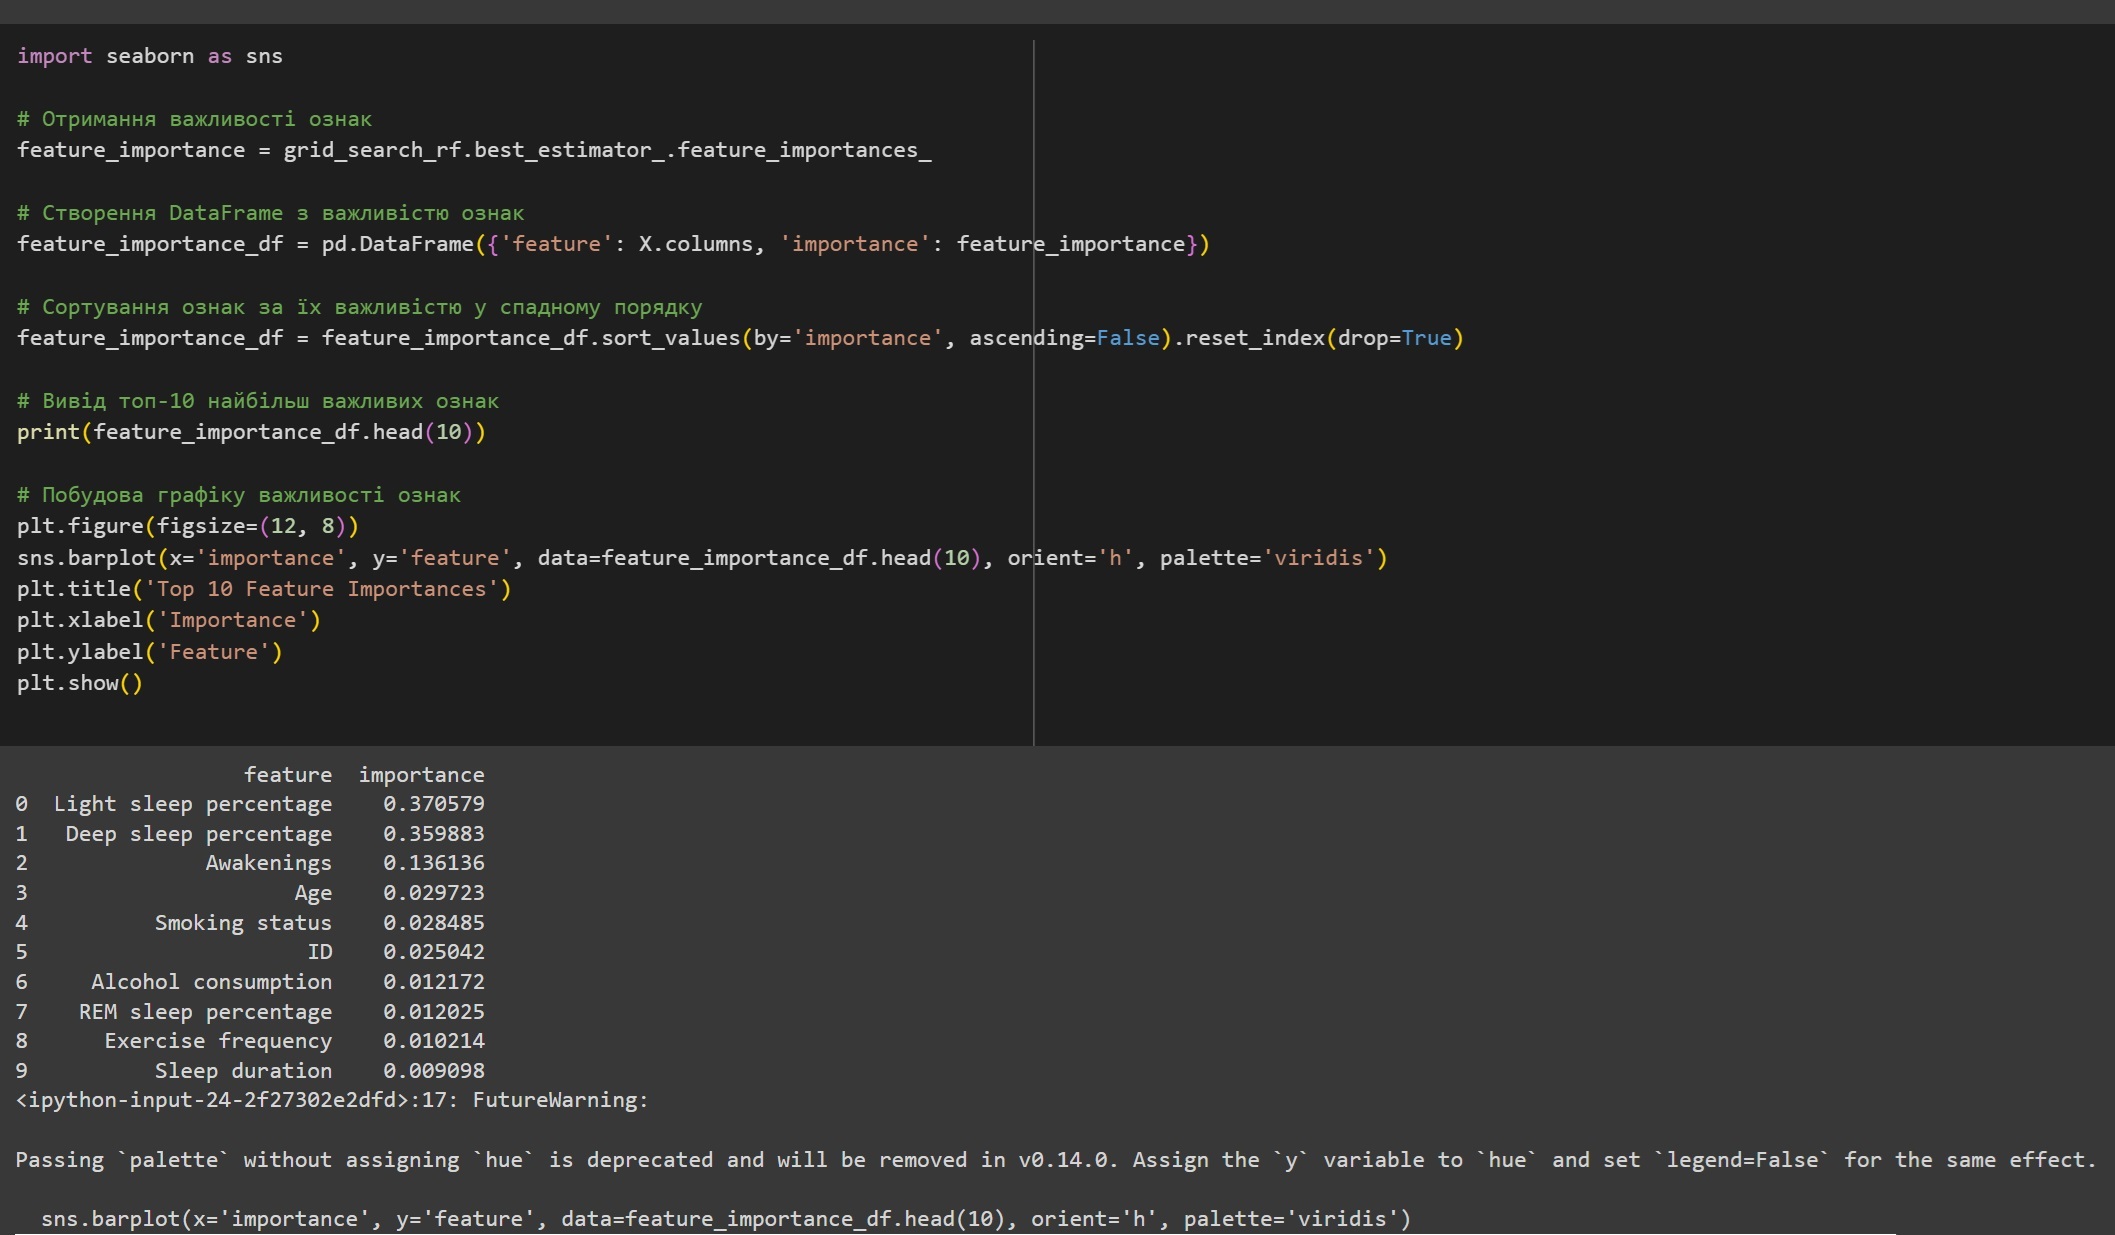 import seaborn as sns
# Отримання важливості ознак
feature_importance = grid_search_rf.best_estimator_.feature_importances_
# Створення DataFrame з важливістю ознак
feature_importance_df = pd.DataFrame({'feature': X.columns, 'importance': feature_importance})
# Сортування ознак за їх важливістю у спадному порядку
feature_importance_df = feature_importance_df.sort_values(by='importance', ascending=False).reset_index(drop=True)
# Вивід топ-10 найбільш важливих ознак
print(feature_importance_df.head(10))
# Побудова графіку важливості ознак
plt.figure(figsize=(12, 8))
sns.barplot(x='importance', y='feature', data=feature_importance_df.head(10), orient='h', palette='viridis')
plt.title('Top 10 Feature Importances')
plt.xlabel('Importance')
plt.ylabel('Feature')
plt.show()
feature importance
0 Light sleep percentage 0.370579
1 Deep sleep percentage 0.359883
2 Awakenings 0.136136
3 Age 0.029723
4 Smoking status 0.028485
5 ID 0.025042
6 Alcohol consumption 0.012172
7 REM sleep percentage 0.012025
8 Exercise frequency 0.010214
9 Sleep duration 0.009098
<ipython-input-24-2f27302e2dfd>:17: FutureWarning:
Passing `palette` without assigning `hue` is deprecated and will be removed in v0.14.0. Assign the `y` variable to `hue` and set `legend=False` for the same effect.
sns.barplot(x='importance', y='feature', data=feature_importance_df.head(10), orient='h', palette='viridis')